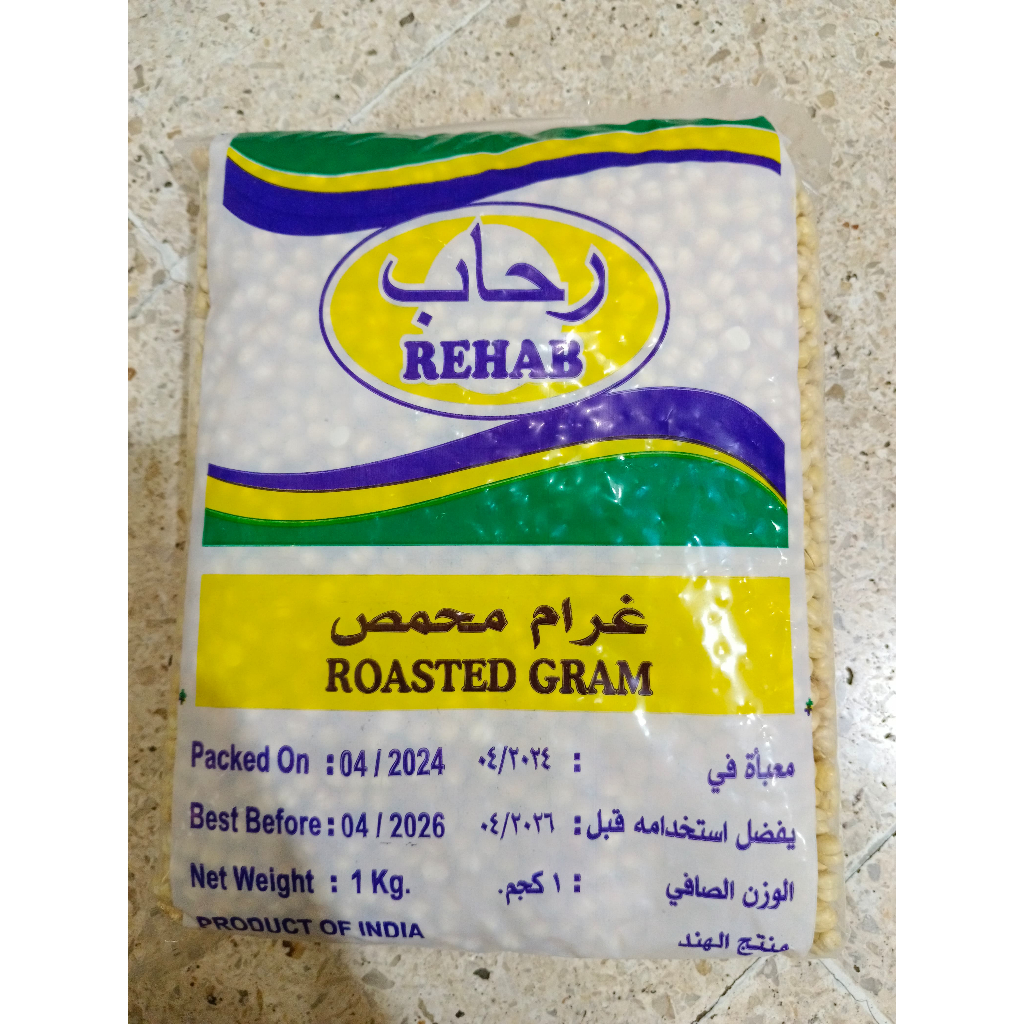 رحاب
REHAB
غرام محمص
ROASTED GRAM
Packed On : 04 / 2024 ٠٤/٢٠٢٤ : معبأة في
Best Before : 04 / 2026 ٠٤/٢٠٢٦ : يفضل استخدامه قبل
Net Weight : 1 Kg. ١ كجم. : الوزن الصافي
PRODUCT OF INDIA منتج الهند